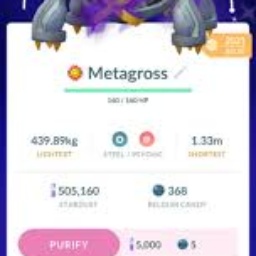 Metagross
160 / 160 HP
439.89kg
1.33m
LIGHTEST
STEEL / PSYCHIC
SHORTEST
505,160
368
STARDUST
BELDUM CANDY
PURIFY
5,000
5